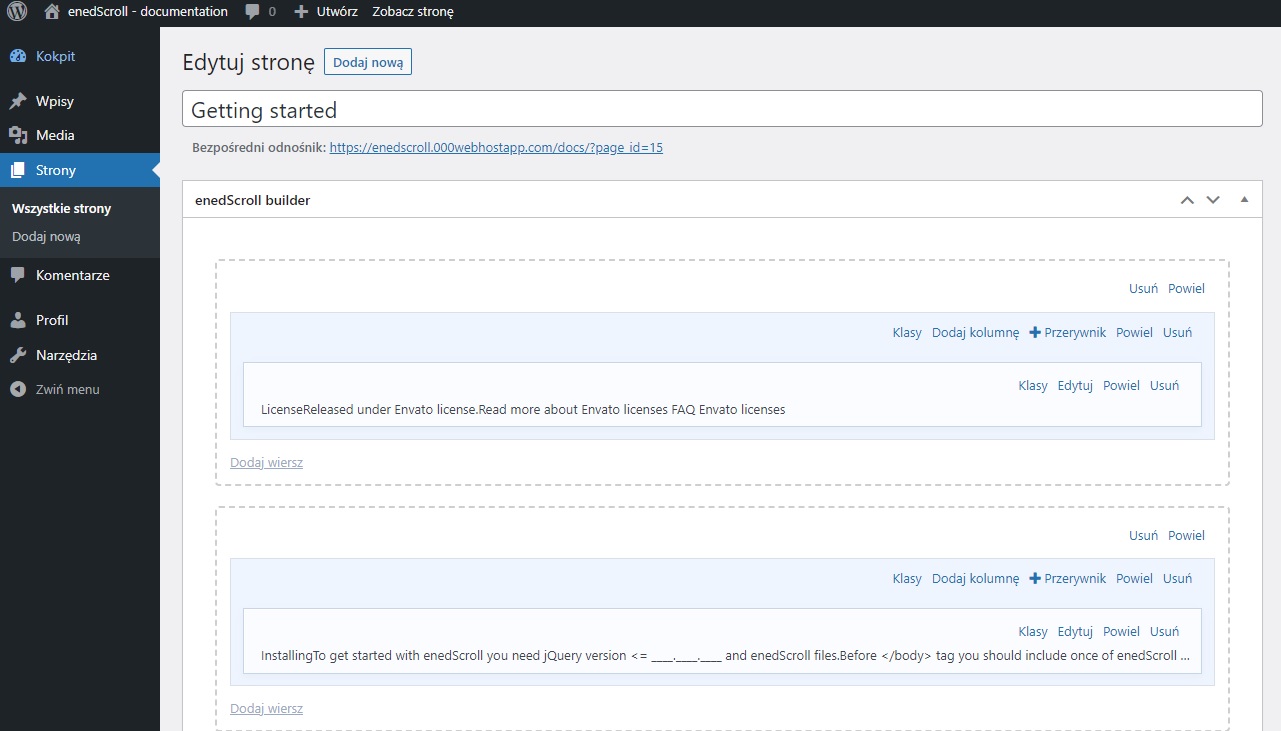 enedScroll - documentation 0 Utwórz Zobacz stronę
Kokpit
Wpisy
Media
Strony
Wszystkie strony
Dodaj nową
Komentarze
Profil
Narzędzia
Zwiń menu
Edytuj stronę Dodaj nową
Getting started
Bezpośredni odnośnik: https://enedscroll.000webhostapp.com/docs/?page_id=15
enedScroll builder
Usuń Powiel
Klasy Dodaj kolumnę + Przerywnik Powiel Usuń
Klasy Edytuj Powiel Usuń
LicenseReleased under Envato license.Read more about Envato licenses FAQ Envato licenses
Dodaj wiersz
Usuń Powiel
Klasy Dodaj kolumnę + Przerywnik Powiel Usuń
Klasy Edytuj Powiel Usuń
InstallingTo get started with enedScroll you need jQuery version <= ___.___.___ and enedScroll files.Before </body> tag you should include once of enedScroll ...
Dodaj wiersz